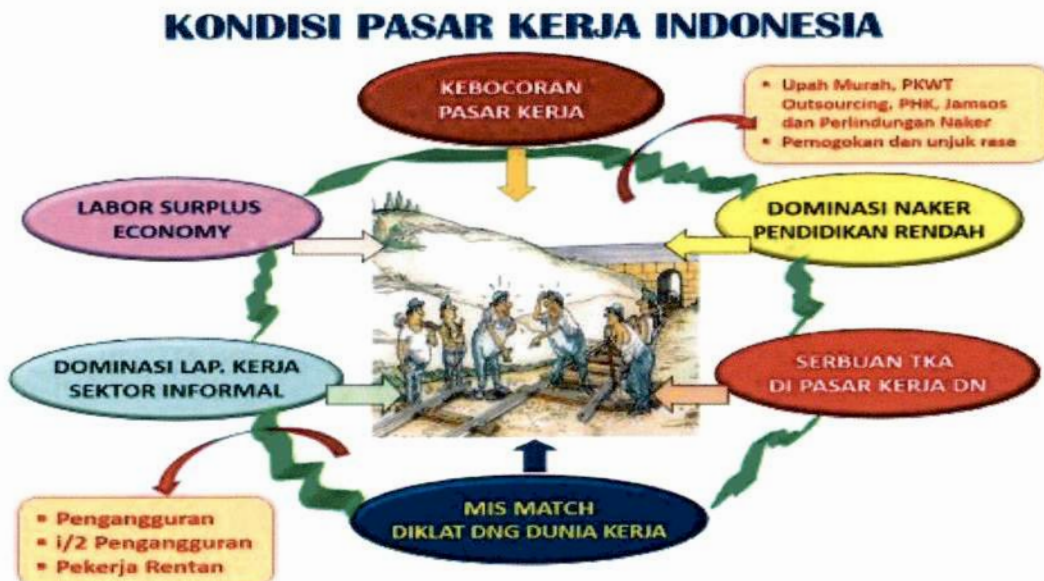 KONDISI PASAR KERJA INDONESIA
KEBOCORAN
PASAR KERJA
▪ Upah Murah, PKWT
Outsourcing, PHK, Jamsos
dan Perlindungan Naker
▪ Pemogokan dan unjuk rasa
LABOR SURPLUS
ECONOMY
DOMINASI NAKER
PENDIDIKAN RENDAH
DOMINASI LAP. KERJA
SEKTOR INFORMAL
SERBUAN TKA
DI PASAR KERJA DN
MIS MATCH
DIKLAT DNG DUNIA KERJA
▪ Pengangguran
▪ i/2 Pengangguran
▪ Pekerja Rentan